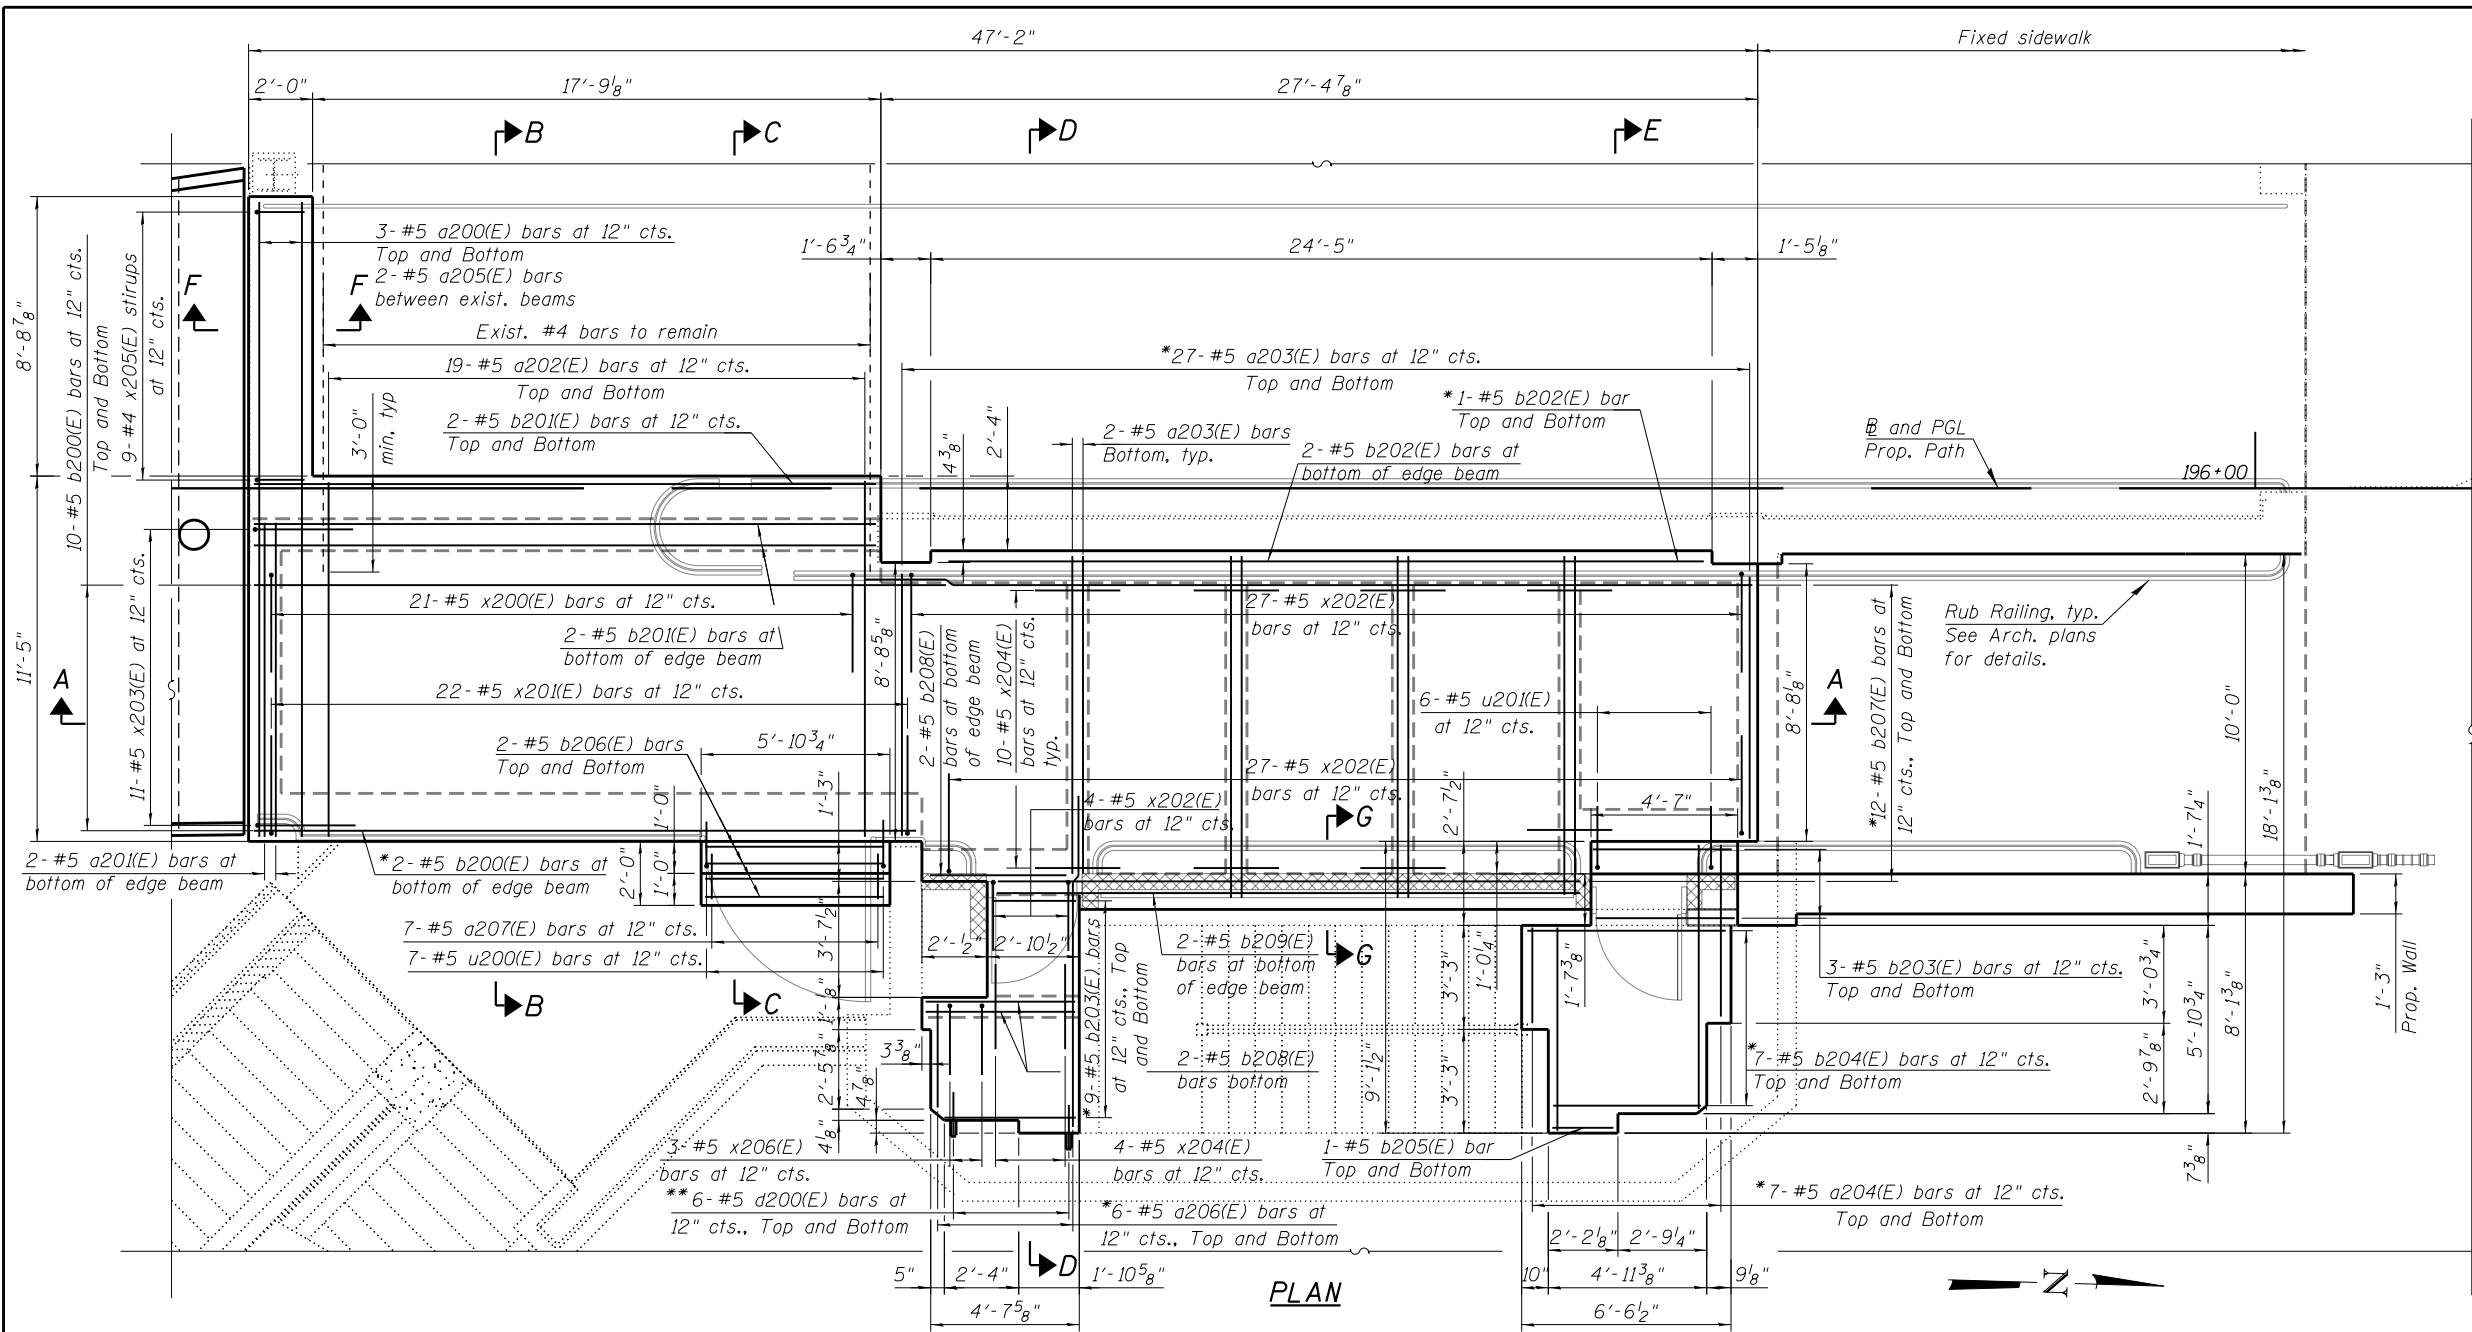 47'-2"
Fixed sidewalk
2'-0"
17'-9 1/8"
27'-4 7/8"
B
C
D
E
3-#5 a200(E) bars at 12" cts.
Top and Bottom
2-#5 a205(E) bars
between exist. beams
1'-6 3/4"
24'-5"
1'-5 1/8"
F
F
8'-8 7/8"
10-#5 b200(E) bars at 12" cts.
Top and Bottom
9-#4 x205(E) stirups
at 12" cts.
Exist. #4 bars to remain
19-#5 a202(E) bars at 12" cts.
Top and Bottom
*27-#5 a203(E) bars at 12" cts.
Top and Bottom
3'-0"
min, typ
2-#5 b201(E) bars at 12" cts.
Top and Bottom
4 3/8"
2'-4"
2-#5 a203(E) bars
Bottom, typ.
2-#5 b202(E) bars at
bottom of edge beam
*1-#5 b202(E) bar
Top and Bottom
and PGL
Prop. Path
196+00
11'-5"
11-#5 x203(E) at 12" cts.
21-#5 x200(E) bars at 12" cts.
2-#5 b201(E) bars at
bottom of edge beam
8'-8 5/8"
2-#5 b208(E)
bars at bottom
of edge beam
10-#5 x204(E)
bars at 12" cts.
typ.
27-#5 x202(E)
bars at 12" cts.
Rub Railing, typ.
See Arch. plans
for details.
A
22-#5 x201(E) bars at 12" cts.
6-#5 u201(E)
at 12" cts.
8'-8 1/8"
A
*12-#5 b207(E) bars at
12" cts., Top and Bottom
10'-0"
18'-1 3/8"
2-#5 b206(E) bars
Top and Bottom
5'-10 3/4"
1'-3"
1'-0"
27-#5 x202(E)
bars at 12" cts.
2'-7 1/2"
4'-7"
4-#5 x202(E)
bars at 12" cts.
G
1'-7 1/4"
2-#5 a201(E) bars at
bottom of edge beam
*2-#5 b200(E) bars at
bottom of edge beam
2'-0"
1'-0"
7-#5 a207(E) bars at 12" cts.
7-#5 u200(E) bars at 12" cts.
3'-7 1/2"
2'-1/2"
2'-10 1/2"
2-#5 b209(E)
bars at bottom
of edge beam
G
1'-0 1/4"
3'-3"
1'-7 3/8"
3-#5 b203(E) bars at 12" cts.
Top and Bottom
3'-0 3/4"
5'-10 3/4"
8'-1 3/8"
1'-3"
Prop. Wall
B
C
1'-1/8"
2'-5 7/8"
3 3/8"
4 7/8"
4 1/8"
*9-#5 b203(E) bars
at 12" cts., Top
and Bottom
2-#5 b208(E)
bars bottom
9'-1 1/2"
3'-3"
*7-#5 b204(E) bars at 12" cts.
Top and Bottom
2'-9 7/8"
3-#5 x206(E)
bars at 12" cts.
4-#5 x204(E)
bars at 12" cts.
1-#5 b205(E) bar
Top and Bottom
7 3/8"
**6-#5 d200(E) bars at
12" cts., Top and Bottom
*6-#5 a206(E) bars at
12" cts., Top and Bottom
*7-#5 a204(E) bars at 12" cts.
Top and Bottom
D
2'-2 1/8"
2'-9 1/4"
5"
2'-4"
1'-10 5/8"
10"
4'-11 3/8"
9 1/8"
4'-7 5/8"
6'-6 1/2"
PLAN
N